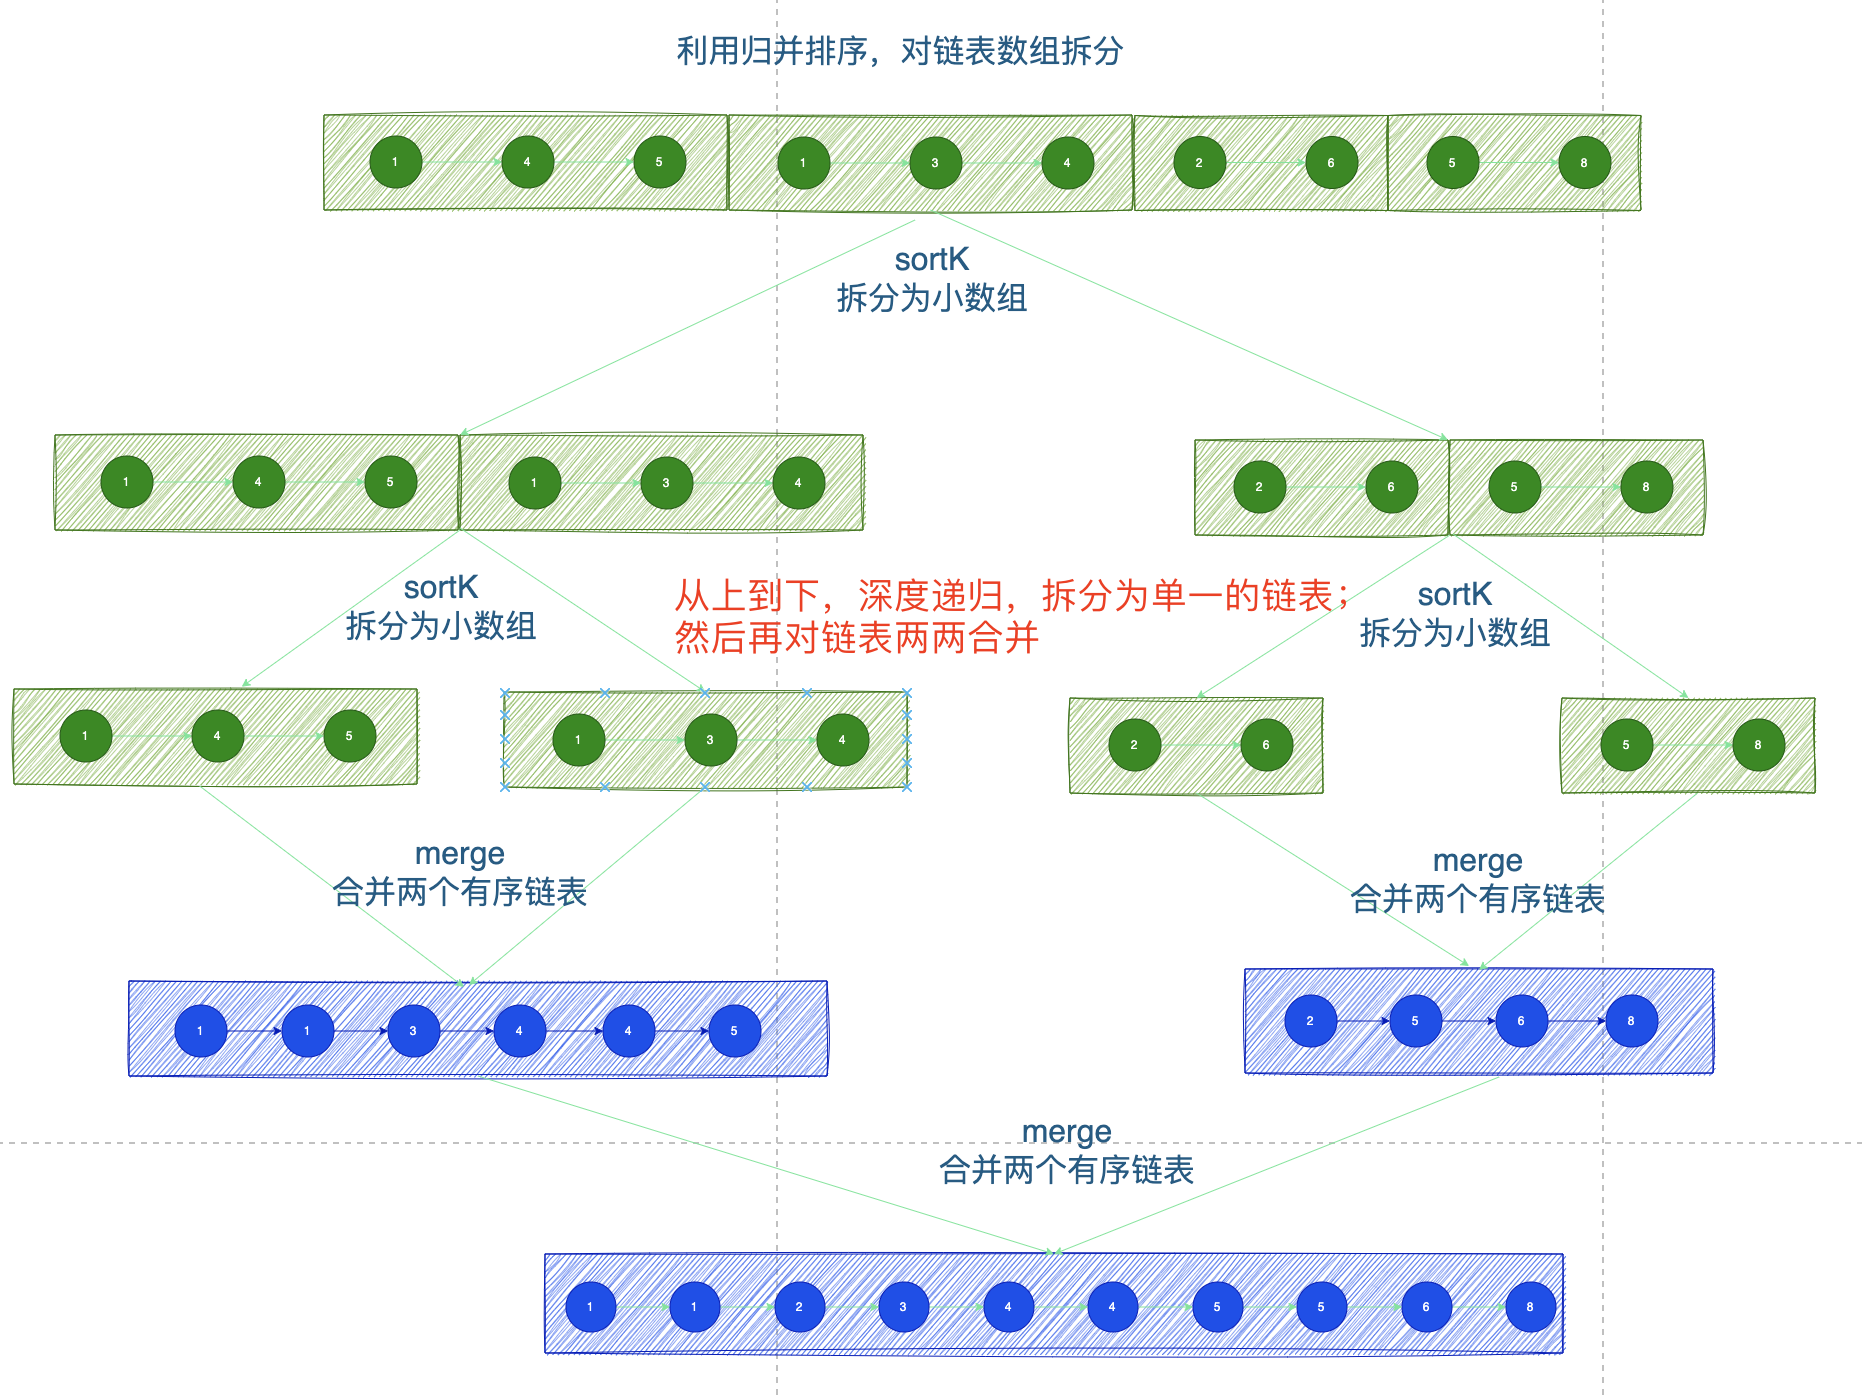 利用归并排序，对链表数组拆分
1 4 5 1 3 4 2 6 5 8
sortK
拆分为小数组
1 4 5 1 3 4 2 6 5 8
从上到下，深度递归，拆分为单一的链表；
然后再对链表两两合并
sortK
拆分为小数组
sortK
拆分为小数组
1 4 5 1 3 4 2 6 5 8
merge
合并两个有序链表
merge
合并两个有序链表
1 1 3 4 4 5 2 5 6 8
merge
合并两个有序链表
1 1 2 3 4 4 5 5 6 8